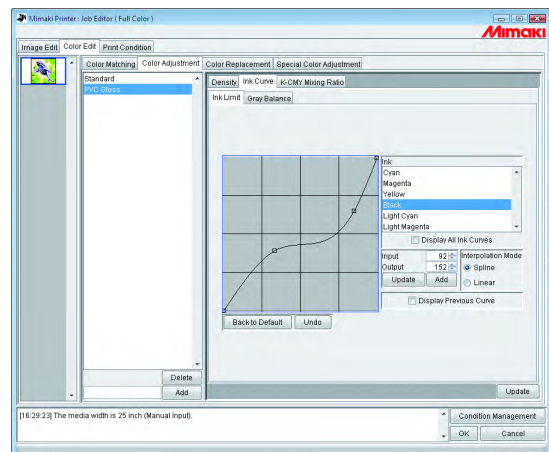 Mimaki Printer : Job Editor ( Full Color )
Mimaki
Image Edit Color Edit Print Condition
Color Matching Color Adjustment Color Replacement Special Color Adjustment
Standard
PVC Gloss
Density Ink Curve K-CMY Mixing Ratio
Ink Limit Gray Balance
Ink
Cyan
Magenta
Yellow
Black
Light Cyan
Light Magenta
Display All Ink Curves
Input 92 Interpolation Mode
Output 152 Spline
Update Add Linear
Display Previous Curve
Back to Default Undo
Delete
Add
Update
[16:29:23] The media width is 25 inch (Manual Input).
Condition Management
OK Cancel